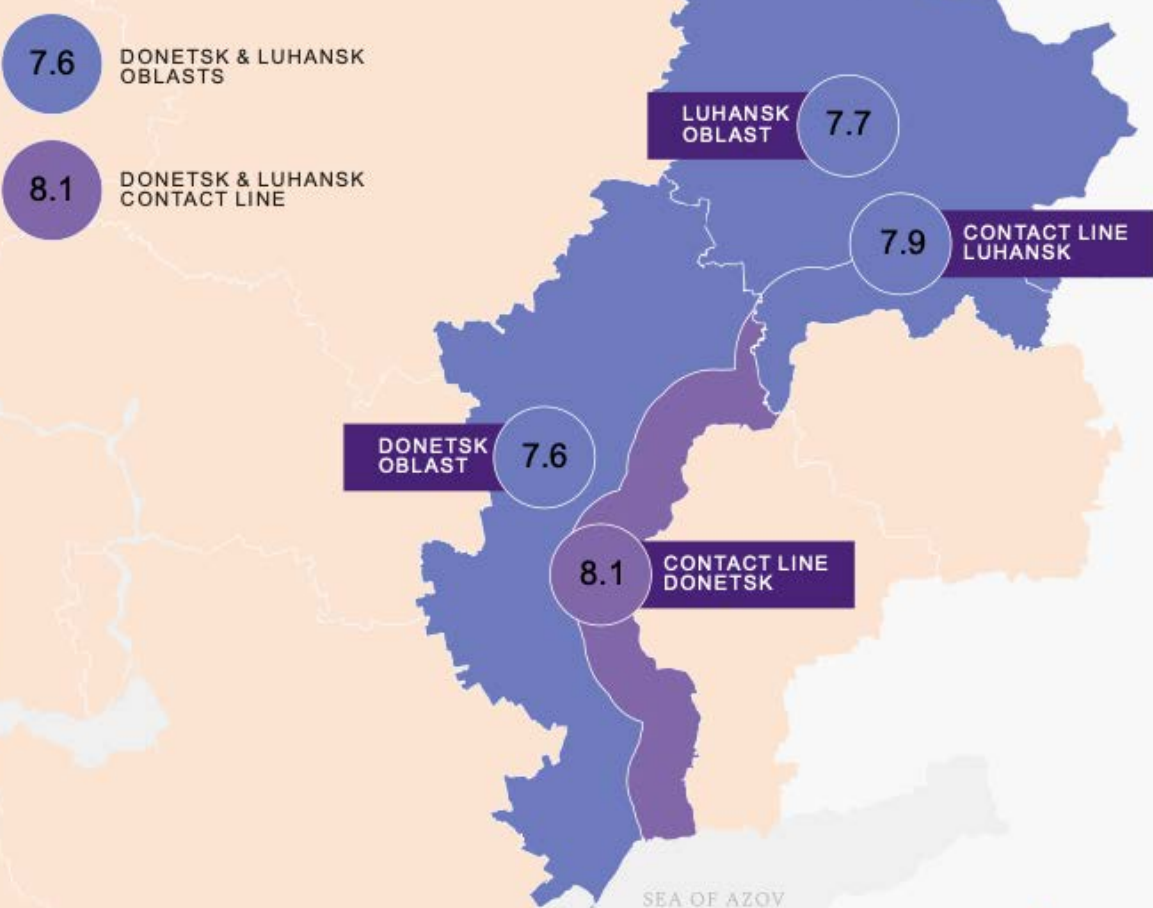 7.6
DONETSK & LUHANSK
OBLASTS
8.1
DONETSK & LUHANSK
CONTACT LINE
LUHANSK
OBLAST
7.7
7.9
CONTACT LINE
LUHANSK
DONETSK
OBLAST
7.6
8.1
CONTACT LINE
DONETSK
SEA OF AZOV